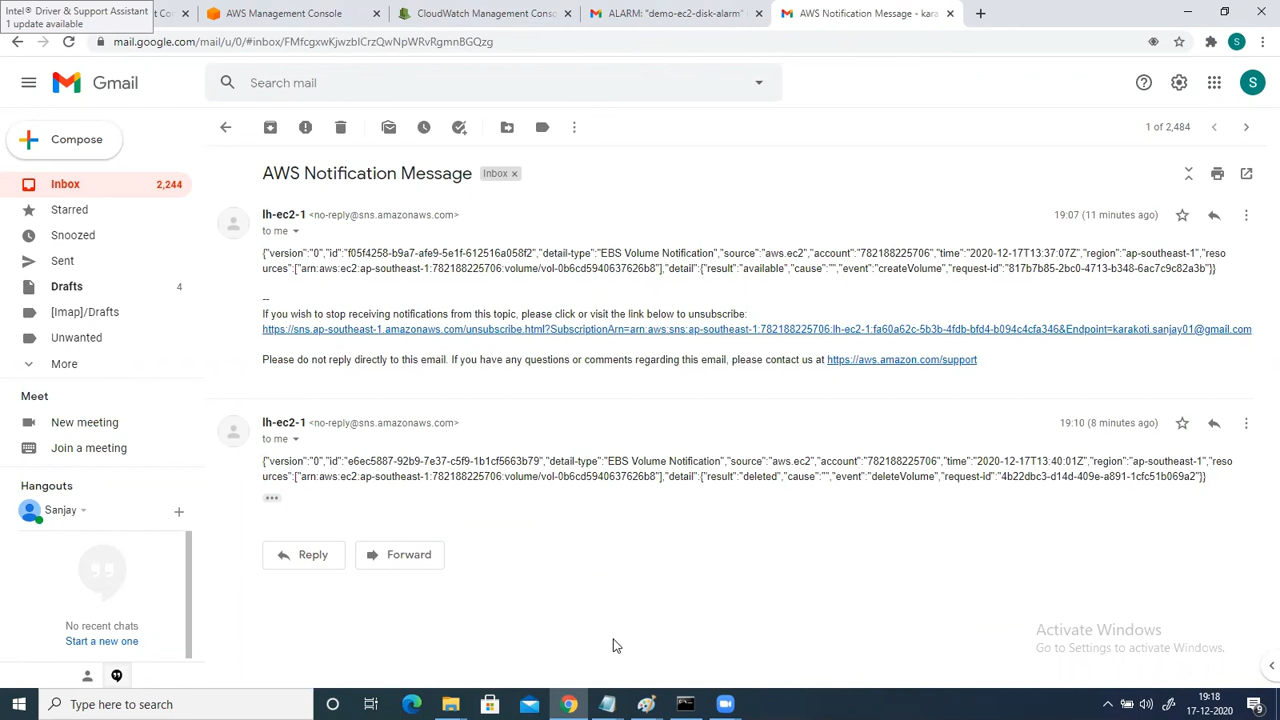 Intel® Driver & Support Assistant
1 update available
AWS Management Console
CloudWatch Management Cons
ALARM: "demo-ec2-disk-alarm"
AWS Notification Message - kara
mail.google.com/mail/u/0/#inbox/FMfcgxwKjwzblCrzQwNpWRvRgmnBGQzg
S
Gmail
Search mail
S
Compose
1 of 2,484
Inbox 2,244
Starred
Snoozed
Sent
Drafts 4
[Imap]/Drafts
Unwanted
More
Meet
New meeting
Join a meeting
Hangouts
Sanjay
No recent chats
Start a new one
AWS Notification Message Inbox
lh-ec2-1 <no-reply@sns.amazonaws.com> 19:07 (11 minutes ago)
to me
{"version":"0","id":"f05f4258-b9a7-afe9-5e1f-612516a058f2","detail-type":"EBS Volume Notification","source":"aws.ec2","account":"782188225706","time":"2020-12-17T13:37:07Z","region":"ap-southeast-1","reso
urces":["arn:aws:ec2:ap-southeast-1:782188225706:volume/vol-0b6cd5940637626b8"],"detail":{"result":"available","cause":"","event":"createVolume","request-id":"817b7b85-2bc0-4713-b348-6ac7c9c82a3b"}}
--
If you wish to stop receiving notifications from this topic, please click or visit the link below to unsubscribe:
https://sns.ap-southeast-1.amazonaws.com/unsubscribe.html?SubscriptionArn=arn:aws:sns:ap-southeast-1:782188225706:lh-ec2-1:fa60a62c-5b3b-4fdb-bfd4-b094c4cfa346&Endpoint=karakoti.sanjay01@gmail.com
Please do not reply directly to this email. If you have any questions or comments regarding this email, please contact us at https://aws.amazon.com/support
lh-ec2-1 <no-reply@sns.amazonaws.com> 19:10 (8 minutes ago)
to me
{"version":"0","id":"e6ec5887-92b9-7e37-c5f9-1b1cf5663b79","detail-type":"EBS Volume Notification","source":"aws.ec2","account":"782188225706","time":"2020-12-17T13:40:01Z","region":"ap-southeast-1","reso
urces":["arn:aws:ec2:ap-southeast-1:782188225706:volume/vol-0b6cd5940637626b8"],"detail":{"result":"deleted","cause":"","event":"deleteVolume","request-id":"4b22dbc3-d14d-409e-a891-1cfc51b069a2"}}
Reply
Forward
Activate Windows
Go to Settings to activate Windows.
Type here to search
19:18
17-12-2020
9